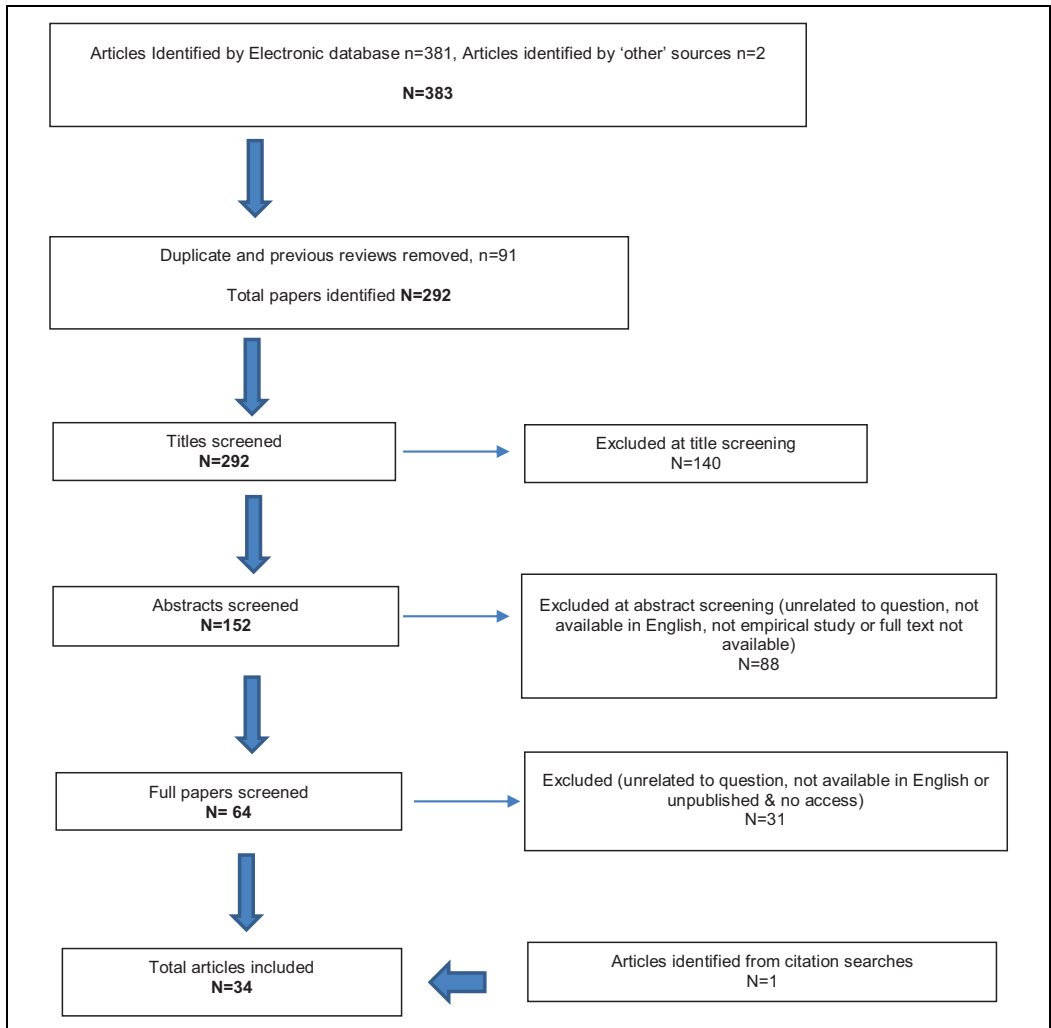 Articles Identified by Electronic database n=381, Articles identified by ‘other’ sources n=2
N=383
Duplicate and previous reviews removed, n=91
Total papers identified N=292
Titles screened
N=292
Excluded at title screening
N=140
Abstracts screened
N=152
Excluded at abstract screening (unrelated to question, not
available in English, not empirical study or full text not
available)
N=88
Full papers screened
N= 64
Excluded (unrelated to question, not available in English or
unpublished & no access)
N=31
Total articles included
N=34
Articles identified from citation searches
N=1